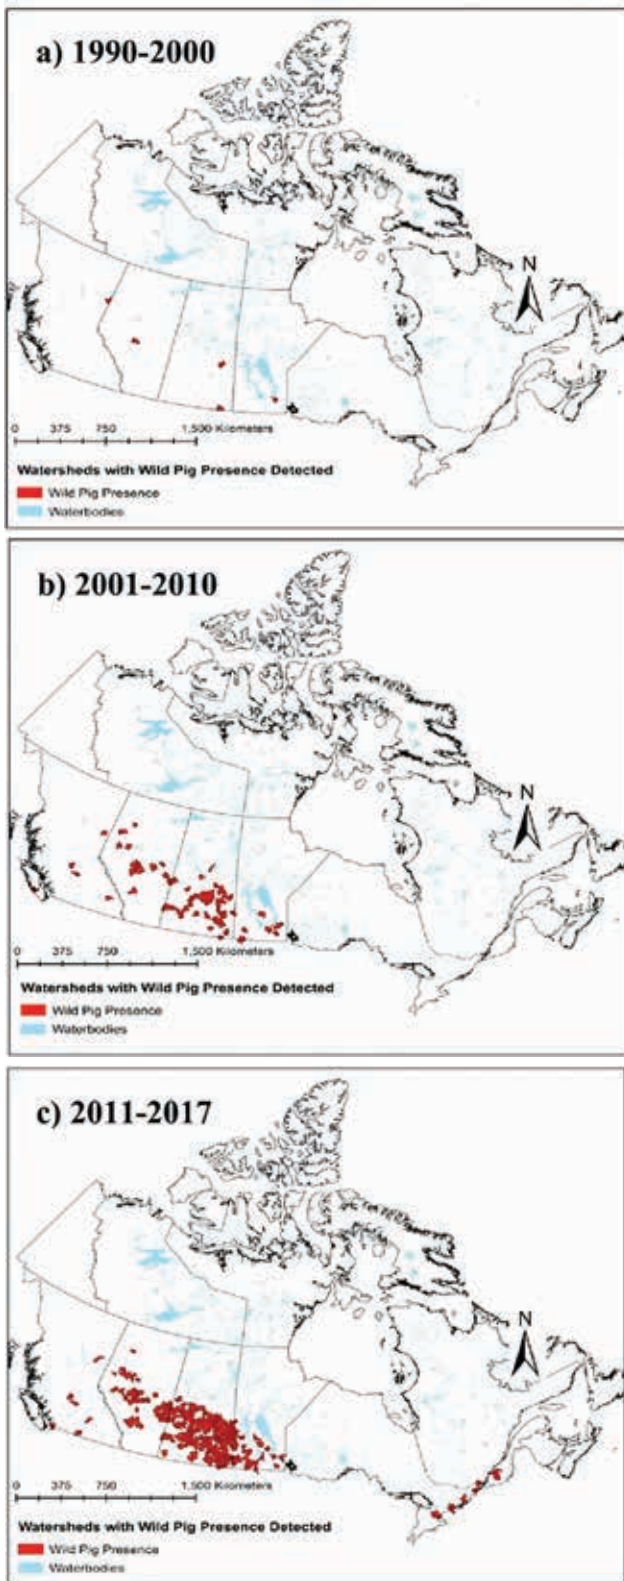 a) 1990-2000
N
0 375 750 1,500 Kilometers
Watersheds with Wild Pig Presence Detected
Wild Pig Presence
Waterbodies
b) 2001-2010
N
0 375 750 1,500 Kilometers
Watersheds with Wild Pig Presence Detected
Wild Pig Presence
Waterbodies
c) 2011-2017
N
0 375 750 1,500 Kilometers
Watersheds with Wild Pig Presence Detected
Wild Pig Presence
Waterbodies